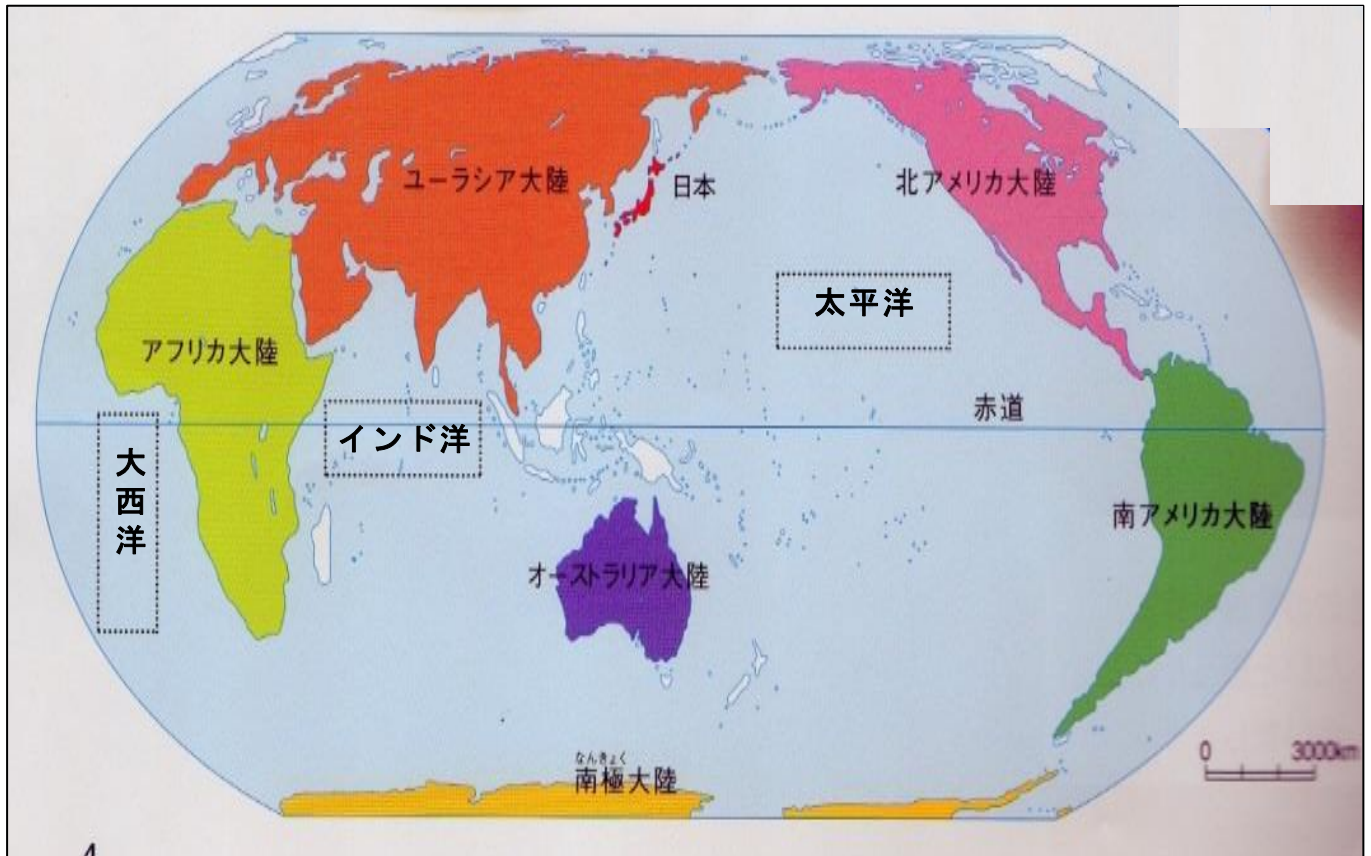 ユーラシア大陸
日本
北アメリカ大陸
太平洋
アフリカ大陸
赤道
インド洋
大西洋
南アメリカ大陸
オーストラリア大陸
なんきょく
南極大陸
0 3000km
4